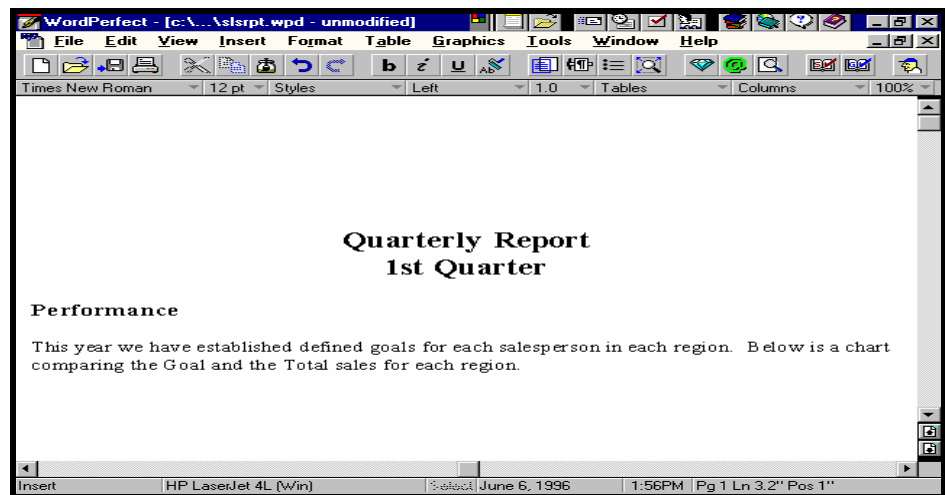 WordPerfect - [c:\...\slsrpt.wpd - unmodified]
File Edit View Insert Format Table Graphics Tools Window Help
b i u
Times New Roman 12 pt Styles Left 1.0 Tables Columns 100%
Quarterly Report
1st Quarter
Performance
This year we have established defined goals for each salesperson in each region. Below is a chart
comparing the Goal and the Total sales for each region.
Insert HP LaserJet 4L (Win) Select June 6, 1996 1:56PM Pg 1 Ln 3.2" Pos 1"